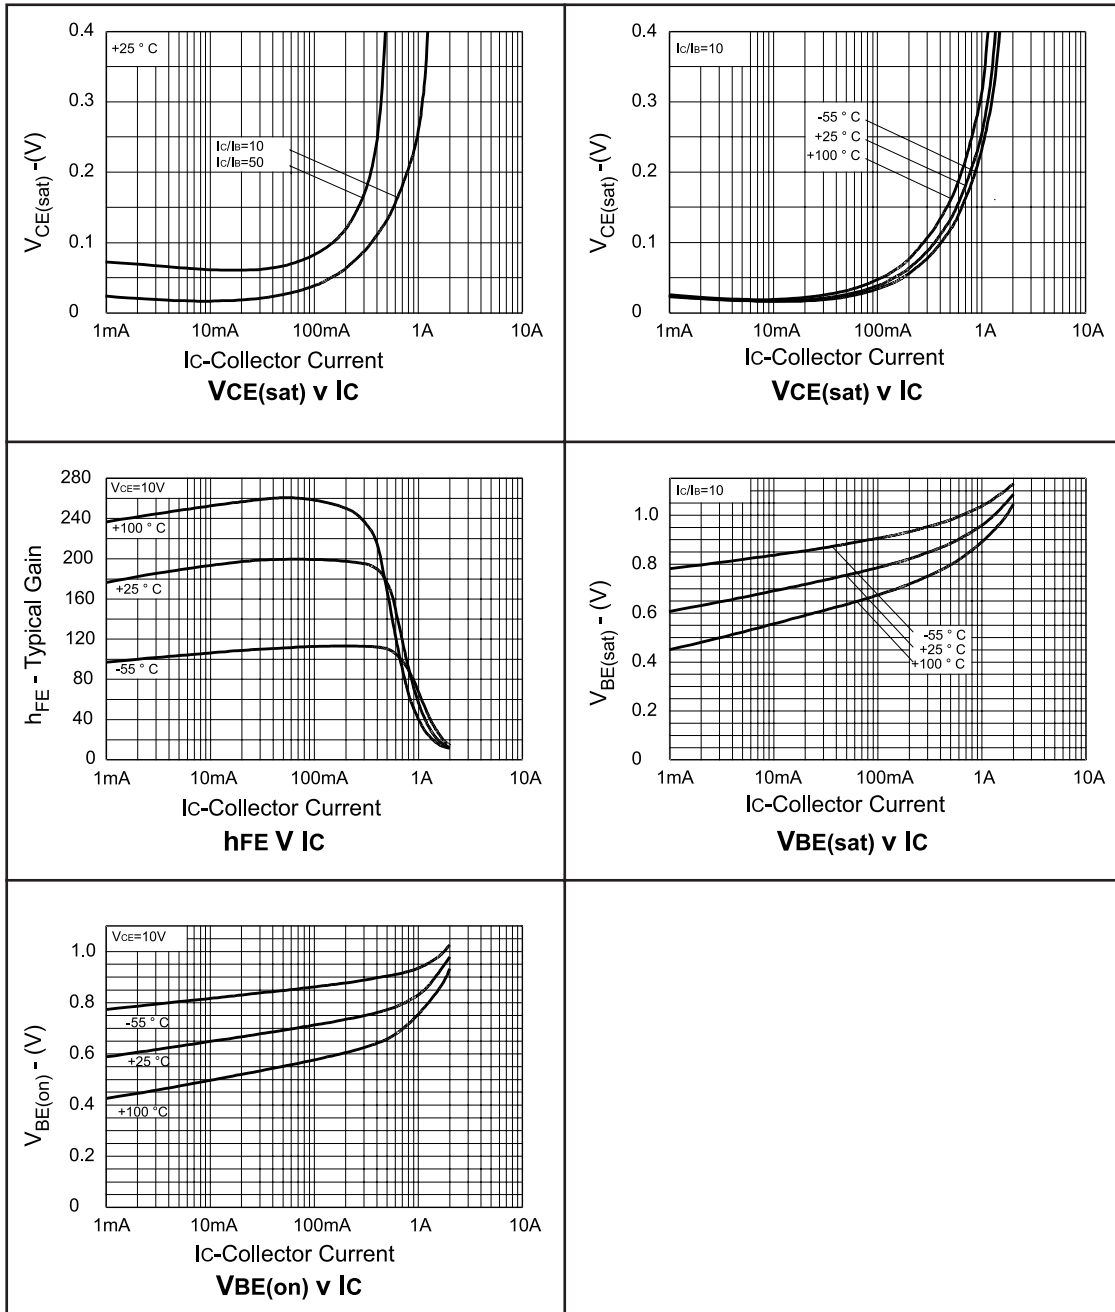 +25 ° C
IC/IB=10
IC/IB=50
0.4
0.3
0.2
0.1
0
VCE(sat) - (V)
1mA 10mA 100mA 1A 10A
IC-Collector Current
VCE(sat) v IC
IC/IB=10
-55 ° C
+25 ° C
+100 ° C
0.4
0.3
0.2
0.1
0
VCE(sat) - (V)
1mA 10mA 100mA 1A 10A
IC-Collector Current
VCE(sat) v IC
VCE=10V
+100 ° C
+25 ° C
-55 ° C
280
240
200
160
120
80
40
0
hFE - Typical Gain
1mA 10mA 100mA 1A 10A
IC-Collector Current
hFE V IC
IC/IB=10
-55 ° C
+25 ° C
+100 ° C
1.0
0.8
0.6
0.4
0.2
0
VBE(sat) - (V)
1mA 10mA 100mA 1A 10A
IC-Collector Current
VBE(sat) v IC
VCE=10V
-55 °C
+25 °C
+100 °C
1.0
0.8
0.6
0.4
0.2
0
VBE(on) - (V)
1mA 10mA 100mA 1A 10A
IC-Collector Current
VBE(on) v IC